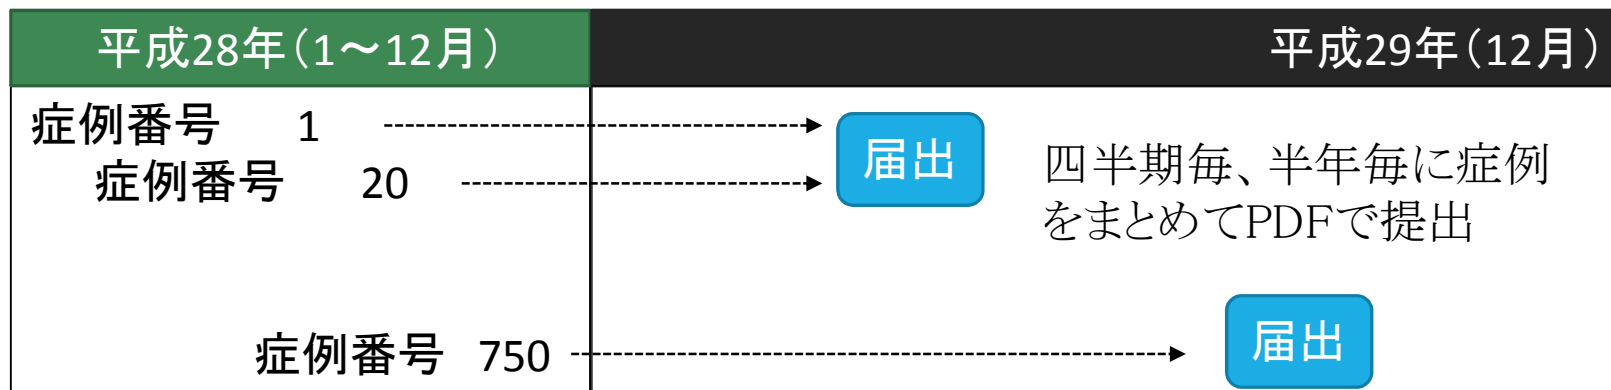 平成28年(1～12月)
平成29年(12月)
症例番号 1
届出
症例番号 20
四半期毎、半年毎に症例
をまとめてPDFで提出
症例番号 750
届出